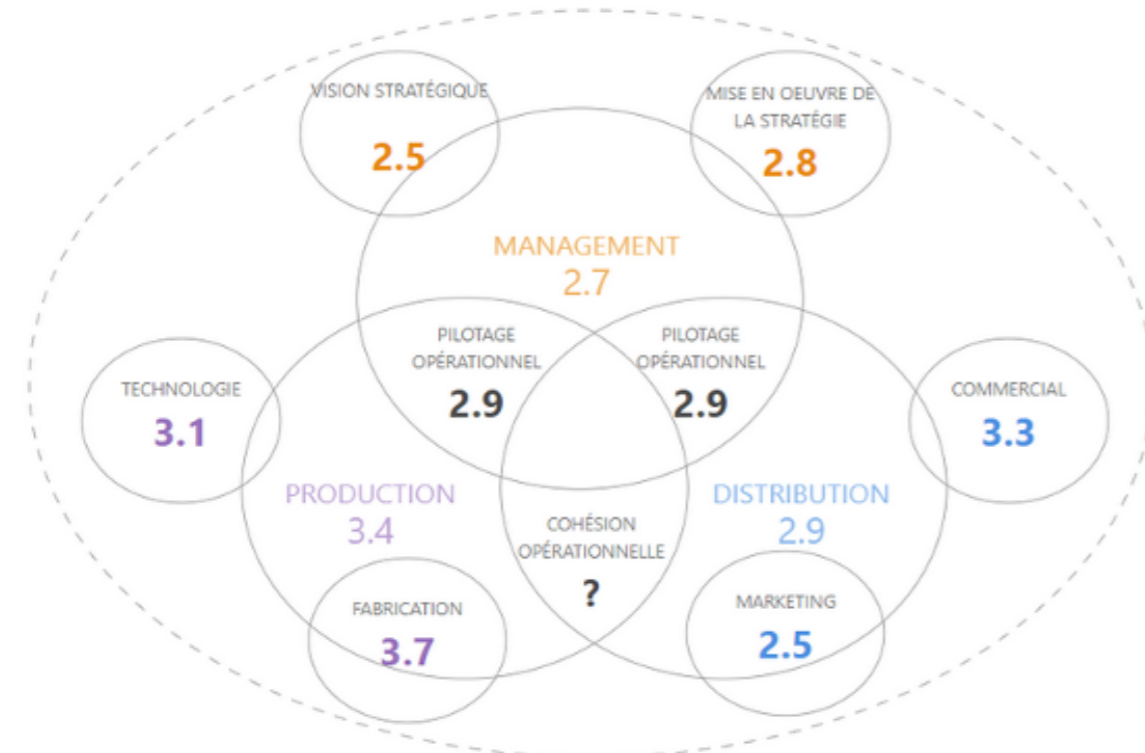 VISION STRATÉGIQUE
2.5
MISE EN OEUVRE DE
LA STRATÉGIE
2.8
MANAGEMENT
2.7
PILOTAGE
OPÉRATIONNEL
2.9
PILOTAGE
OPÉRATIONNEL
2.9
TECHNOLOGIE
3.1
COMMERCIAL
3.3
PRODUCTION
3.4
DISTRIBUTION
2.9
COHÉSION
OPÉRATIONNELLE
?
FABRICATION
3.7
MARKETING
2.5